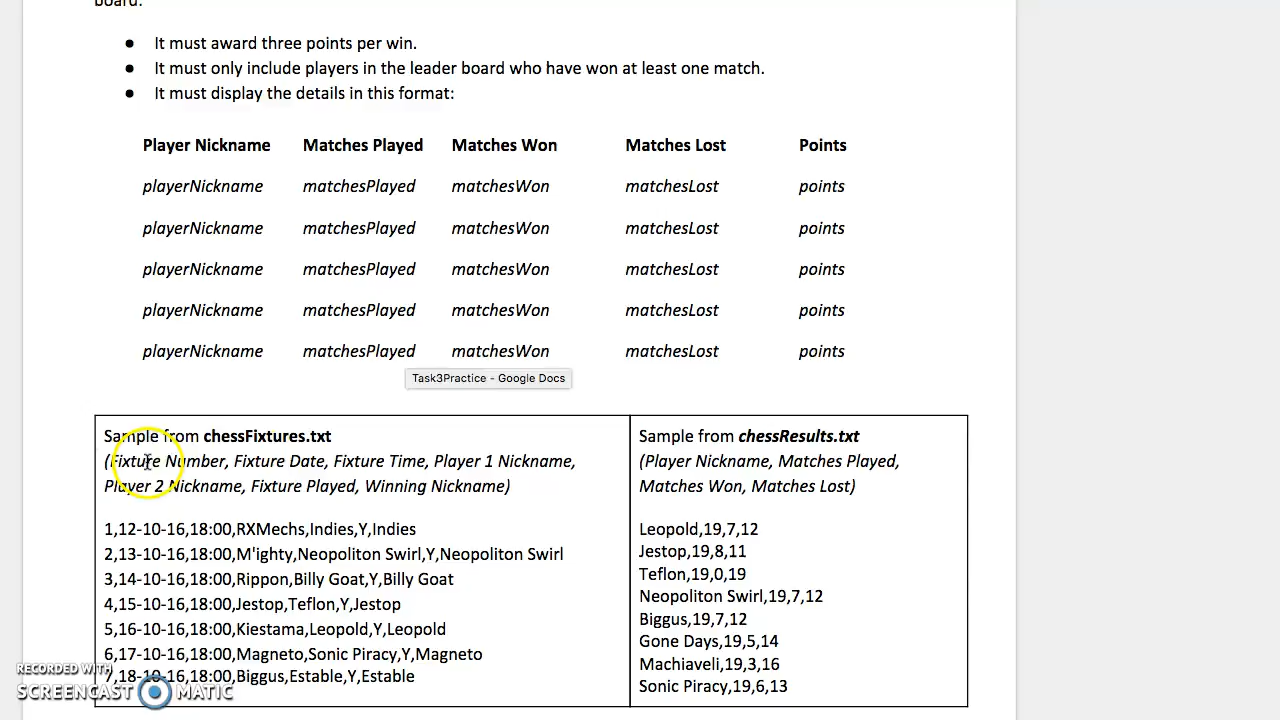 board:
It must award three points per win.
It must only include players in the leader board who have won at least one match.
It must display the details in this format:
Player Nickname Matches Played Matches Won Matches Lost Points
playerNickname matchesPlayed matchesWon matchesLost points
playerNickname matchesPlayed matchesWon matchesLost points
playerNickname matchesPlayed matchesWon matchesLost points
playerNickname matchesPlayed matchesWon matchesLost points
playerNickname matchesPlayed matchesWon matchesLost points
Task3Practice - Google Docs
Sample from chessFixtures.txt
(Fixture Number, Fixture Date, Fixture Time, Player 1 Nickname,
Player 2 Nickname, Fixture Played, Winning Nickname)
1,12-10-16,18:00,RXMechs,Indies,Y,Indies
2,13-10-16,18:00,M'ighty,Neopoliton Swirl,Y,Neopoliton Swirl
3,14-10-16,18:00,Rippon,Billy Goat,Y,Billy Goat
4,15-10-16,18:00,Jestop,Teflon,Y,Jestop
5,16-10-16,18:00,Kiestama,Leopold,Y,Leopold
6,17-10-16,18:00,Magneto,Sonic Piracy,Y,Magneto
7,18-10-16,18:00,Biggus,Estable,Y,Estable
Sample from chessResults.txt
(Player Nickname, Matches Played,
Matches Won, Matches Lost)
Leopold,19,7,12
Jestop,19,8,11
Teflon,19,0,19
Neopoliton Swirl,19,7,12
Biggus,19,7,12
Gone Days,19,5,14
Machiaveli,19,3,16
Sonic Piracy,19,6,13
RECORDED WITH
SCREENCAST MATIC